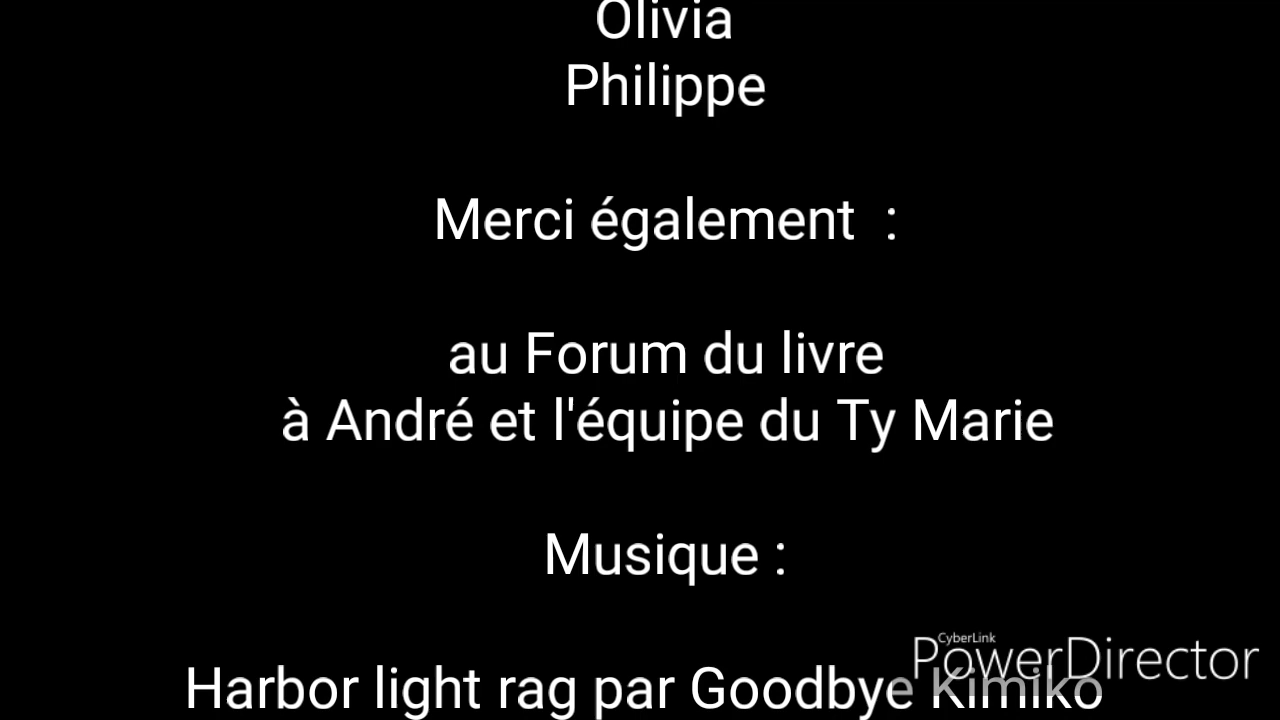 Olivia
Philippe
Merci également :
au Forum du livre
à André et l'équipe du Ty Marie
Musique :
CyberLink
PowerDirector
Harbor light rag par Goodbye Kimiko